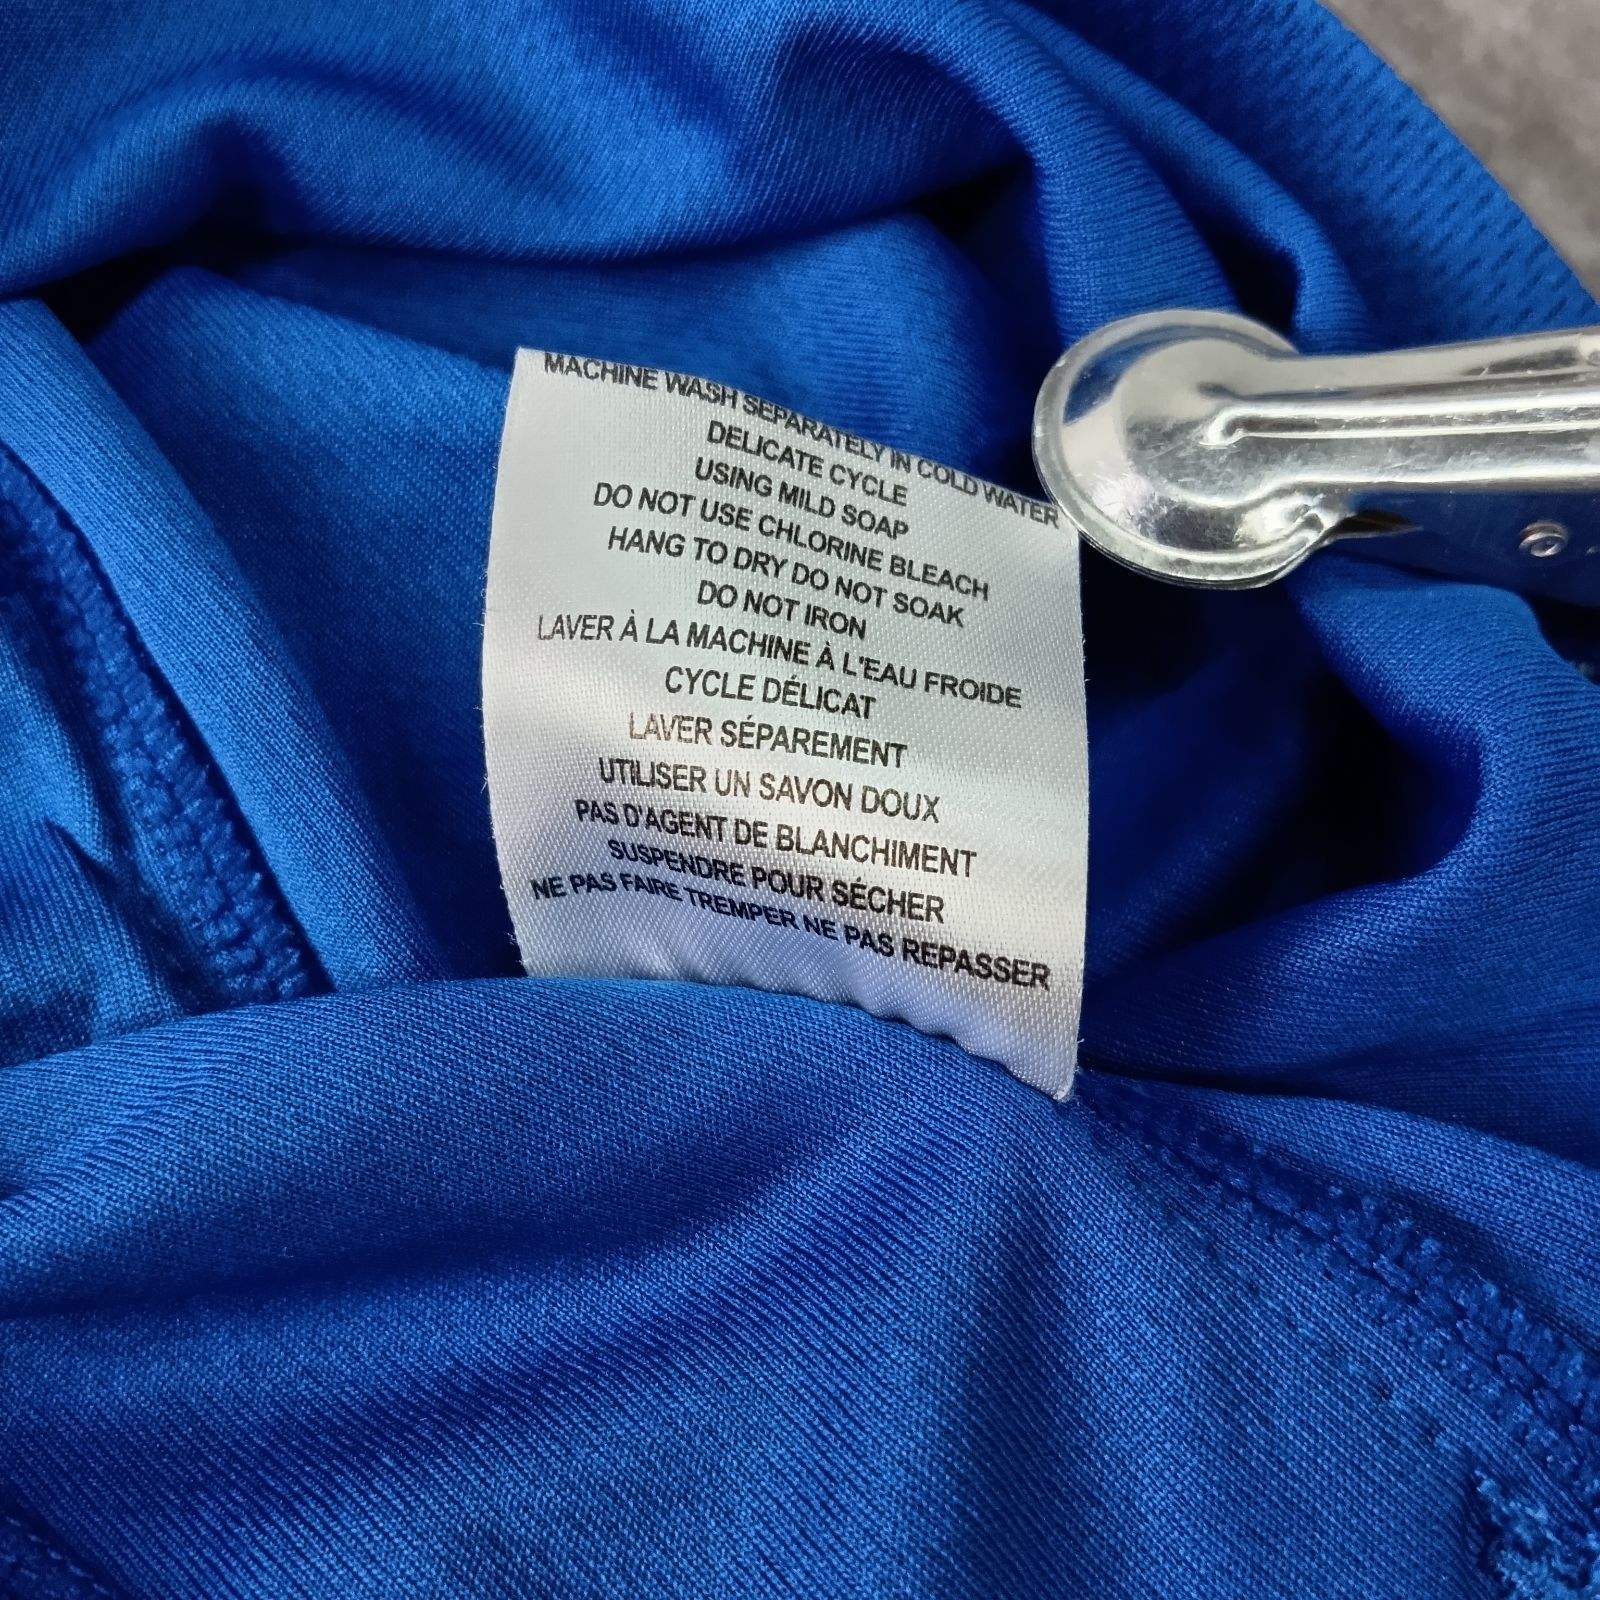 MACHINE WASH SEPARATELY IN COLD WATER
DELICATE CYCLE
USING MILD SOAP
DO NOT USE CHLORINE BLEACH
HANG TO DRY DO NOT SOAK
DO NOT IRON
LAVER À LA MACHINE À L'EAU FROIDE
CYCLE DÉLICAT
LAVER SÉPAREMENT
UTILISER UN SAVON DOUX
PAS D'AGENT DE BLANCHIMENT
SUSPENDRE POUR SÉCHER
NE PAS FAIRE TREMPER NE PAS REPASSER